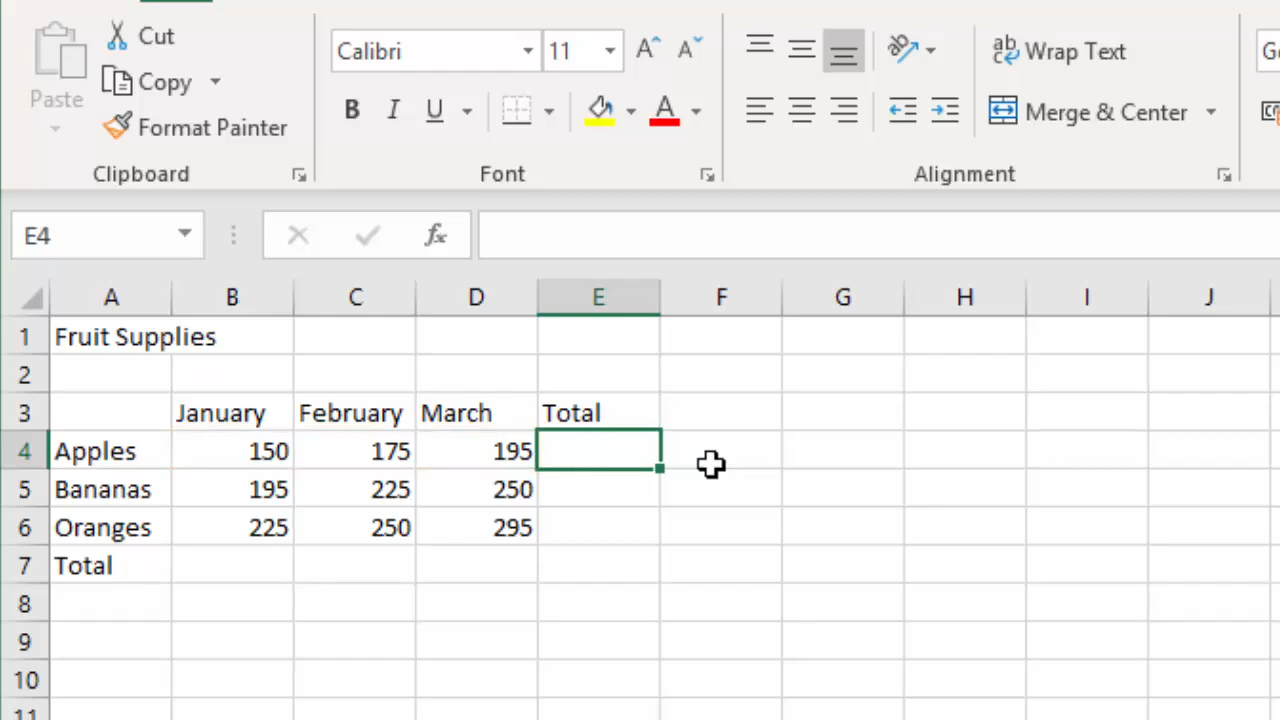 Cut
Calibri 11 A A ab Wrap Text
Copy
Paste
B I U A Merge & Center
Format Painter
Clipboard Font Alignment
E4 fx
A B C D E F G H I J
1 Fruit Supplies
2
3 January February March Total
4 Apples 150 175 195
5 Bananas 195 225 250
6 Oranges 225 250 295
7 Total
8
9
10
11